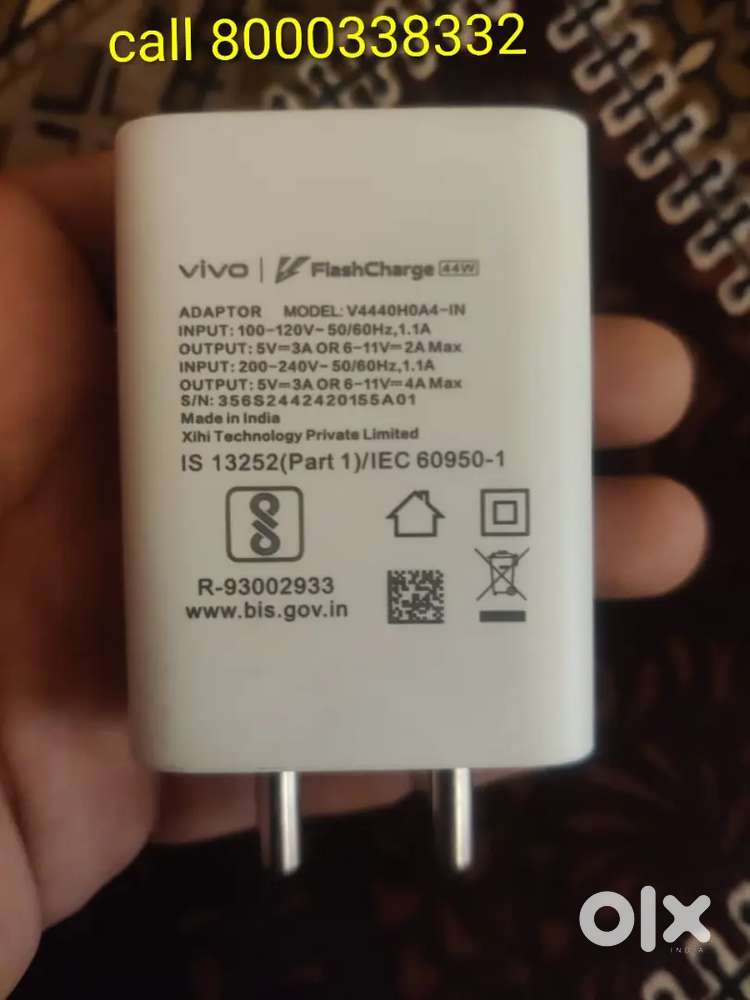 call 8000338332
vivo | FlashCharge 44W
ADAPTOR MODEL: V4440H0A4-IN
INPUT: 100-120V~ 50/60Hz,1.1A
OUTPUT: 5V⎓3A OR 6-11V⎓2A Max
INPUT: 200-240V~ 50/60Hz,1.1A
OUTPUT: 5V⎓3A OR 6-11V⎓4A Max
S/N: 356S2442420155A01
Made in India
Xihi Technology Private Limited
IS 13252(Part 1)/IEC 60950-1
R-93002933
www.bis.gov.in
olx
INDIA